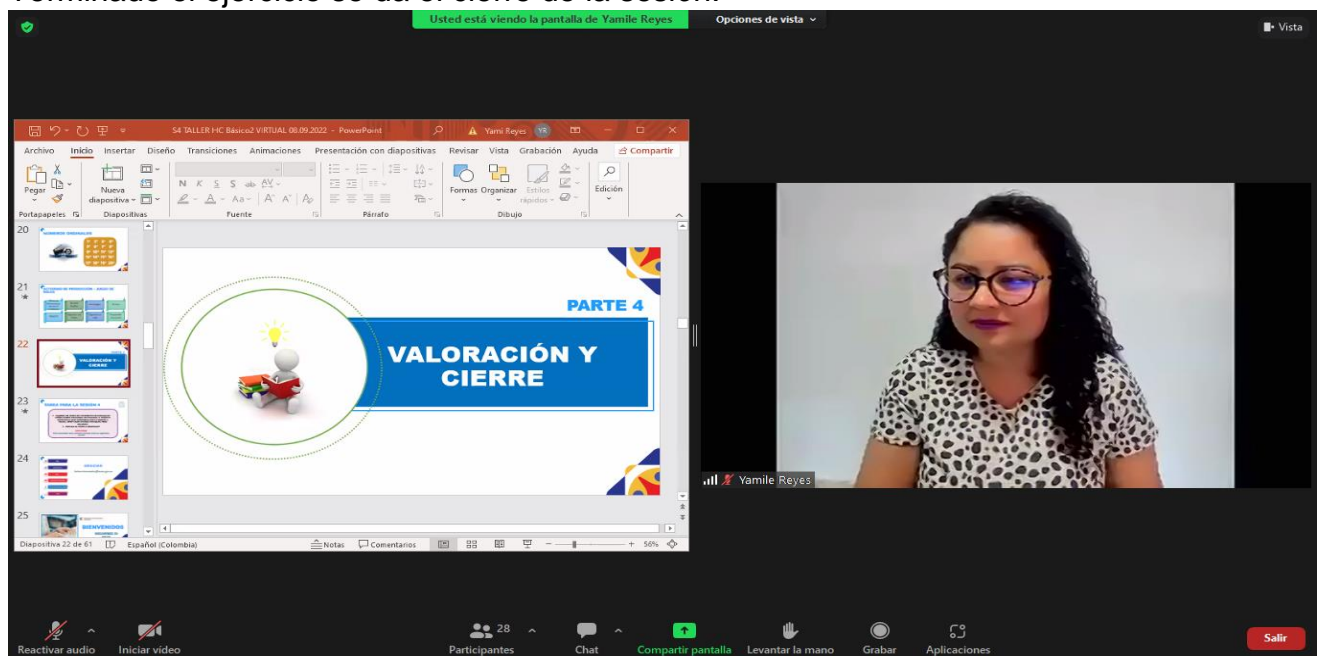 Terminado el ejercicio se da el cierre de la sesión.
Usted está viendo la pantalla de Yamile Reyes
Opciones de vista
Vista
S4 TALLER HC Básico2 VIRTUAL 08.09.2022 - PowerPoint
Yami Reyes
YR
Archivo Inicio Insertar Diseño Transiciones Animaciones Presentación con diapositivas Revisar Vista Grabación Ayuda Compartir
Pegar
Nueva diapositiva
N K S S ab AV
A Aa A A
Formas Organizar Estilos rápidos
Edición
Portapapeles Diapositivas Fuente Párrafo Dibujo
20
21
22
VALORACIÓN Y
CIERRE
23
24
25
BIENVENIDOS
PARTE 4
VALORACIÓN Y
CIERRE
Yamile Reyes
Diapositiva 22 de 61 Español (Colombia) Notas Comentarios 56%
Reactivar audio
Iniciar video
28
Participantes
Chat
Compartir pantalla
Levantar la mano
Grabar
Aplicaciones
Salir